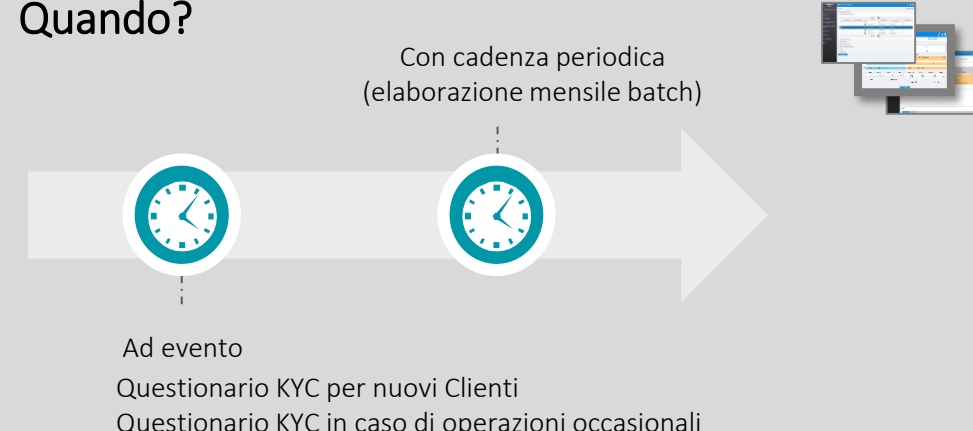 Quando?
Con cadenza periodica
(elaborazione mensile batch)
Ad evento
Questionario KYC per nuovi Clienti
Questionario KYC in caso di operazioni occasionali